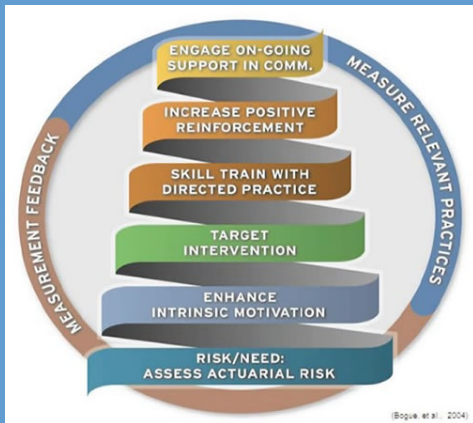 ENGAGE ON-GOING
SUPPORT IN COMM.
INCREASE POSITIVE
REINFORCEMENT
SKILL TRAIN WITH
DIRECTED PRACTICE
TARGET
INTERVENTION
ENHANCE
INTRINSIC MOTIVATION
RISK/NEED:
ASSESS ACTUARIAL RISK
MEASUREMENT FEEDBACK
MEASURE RELEVANT PRACTICES
(Bogue, et al., 2004)